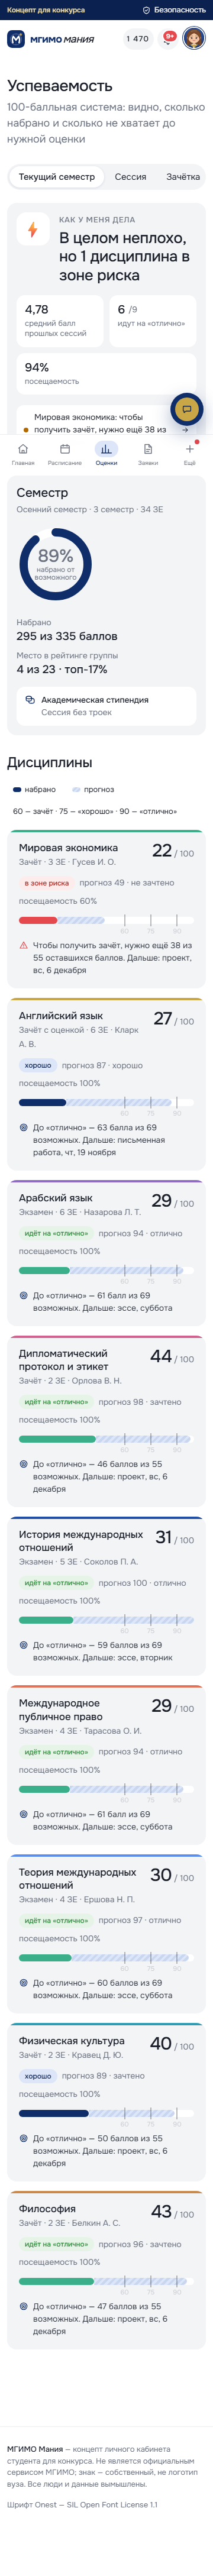 Концепт для конкурса
Безопасность
МГИМО МАНИЯ
1 470
9+
Успеваемость
100-балльная система: видно, сколько
набрано и сколько не хватает до
нужной оценки
Текущий семестр
Сессия
Зачётка
КАК У МЕНЯ ДЕЛА
В целом неплохо,
но 1 дисциплина в
зоне риска
4,78
средний балл
прошлых сессий
6 /9
идут на «отлично»
94%
посещаемость
Мировая экономика: чтобы
получить зачёт, нужно ещё 38 из
Главная
Расписание
Оценки
Заявки
Ещё
Семестр
Осенний семестр · 3 семестр · 34 ЗЕ
89%
набрано от
возможного
Набрано
295 из 335 баллов
Место в рейтинге группы
4 из 23 · топ-17%
Академическая стипендия
Сессия без троек
Дисциплины
набрано
прогноз
60 — зачёт · 75 — «хорошо» · 90 — «отлично»
Мировая экономика
22 / 100
Зачёт · 3 ЗЕ · Гусев И. О.
в зоне риска
прогноз 49 · не зачтено
посещаемость 60%
60 75 90
Чтобы получить зачёт, нужно ещё 38 из
55 оставшихся баллов. Дальше: проект,
вс, 6 декабря
Английский язык
27 / 100
Зачёт с оценкой · 6 ЗЕ · Кларк
А. В.
хорошо
прогноз 87 · хорошо
посещаемость 100%
60 75 90
До «отлично» — 63 балла из 69
возможных. Дальше: письменная
работа, чт, 19 ноября
Арабский язык
29 / 100
Экзамен · 6 ЗЕ · Назарова Л. Т.
идёт на «отлично»
прогноз 94 · отлично
посещаемость 100%
60 75 90
До «отлично» — 61 балл из 69
возможных. Дальше: эссе, суббота
Дипломатический
протокол и этикет
44 / 100
Зачёт · 2 ЗЕ · Орлова В. Н.
идёт на «отлично»
прогноз 98 · зачтено
посещаемость 100%
60 75 90
До «отлично» — 46 баллов из 55
возможных. Дальше: проект, вс, 6
декабря
История международных
отношений
31 / 100
Экзамен · 5 ЗЕ · Соколов П. А.
идёт на «отлично»
прогноз 100 · отлично
посещаемость 100%
60 75 90
До «отлично» — 59 баллов из 69
возможных. Дальше: эссе, вторник
Международное
публичное право
29 / 100
Экзамен · 4 ЗЕ · Тарасова О. И.
идёт на «отлично»
прогноз 94 · отлично
посещаемость 100%
60 75 90
До «отлично» — 61 балл из 69
возможных. Дальше: эссе, суббота
Теория международных
отношений
30 / 100
Экзамен · 4 ЗЕ · Ершова Н. П.
идёт на «отлично»
прогноз 97 · отлично
посещаемость 100%
60 75 90
До «отлично» — 60 баллов из 69
возможных. Дальше: эссе, суббота
Физическая культура
40 / 100
Зачёт · 2 ЗЕ · Кравец Д. Ю.
хорошо
прогноз 89 · зачтено
посещаемость 100%
60 75 90
До «отлично» — 50 баллов из 55
возможных. Дальше: проект, вс, 6
декабря
Философия
43 / 100
Зачёт · 2 ЗЕ · Белкин А. С.
идёт на «отлично»
прогноз 96 · зачтено
посещаемость 100%
60 75 90
До «отлично» — 47 баллов из 55
возможных. Дальше: проект, вс, 6
декабря
МГИМО Мания — концепт личного кабинета
студента для конкурса. Не является официальным
сервисом МГИМО; знак — собственный, не логотип
вуза. Все люди и данные вымышлены.
Шрифт Onest — SIL Open Font License 1.1